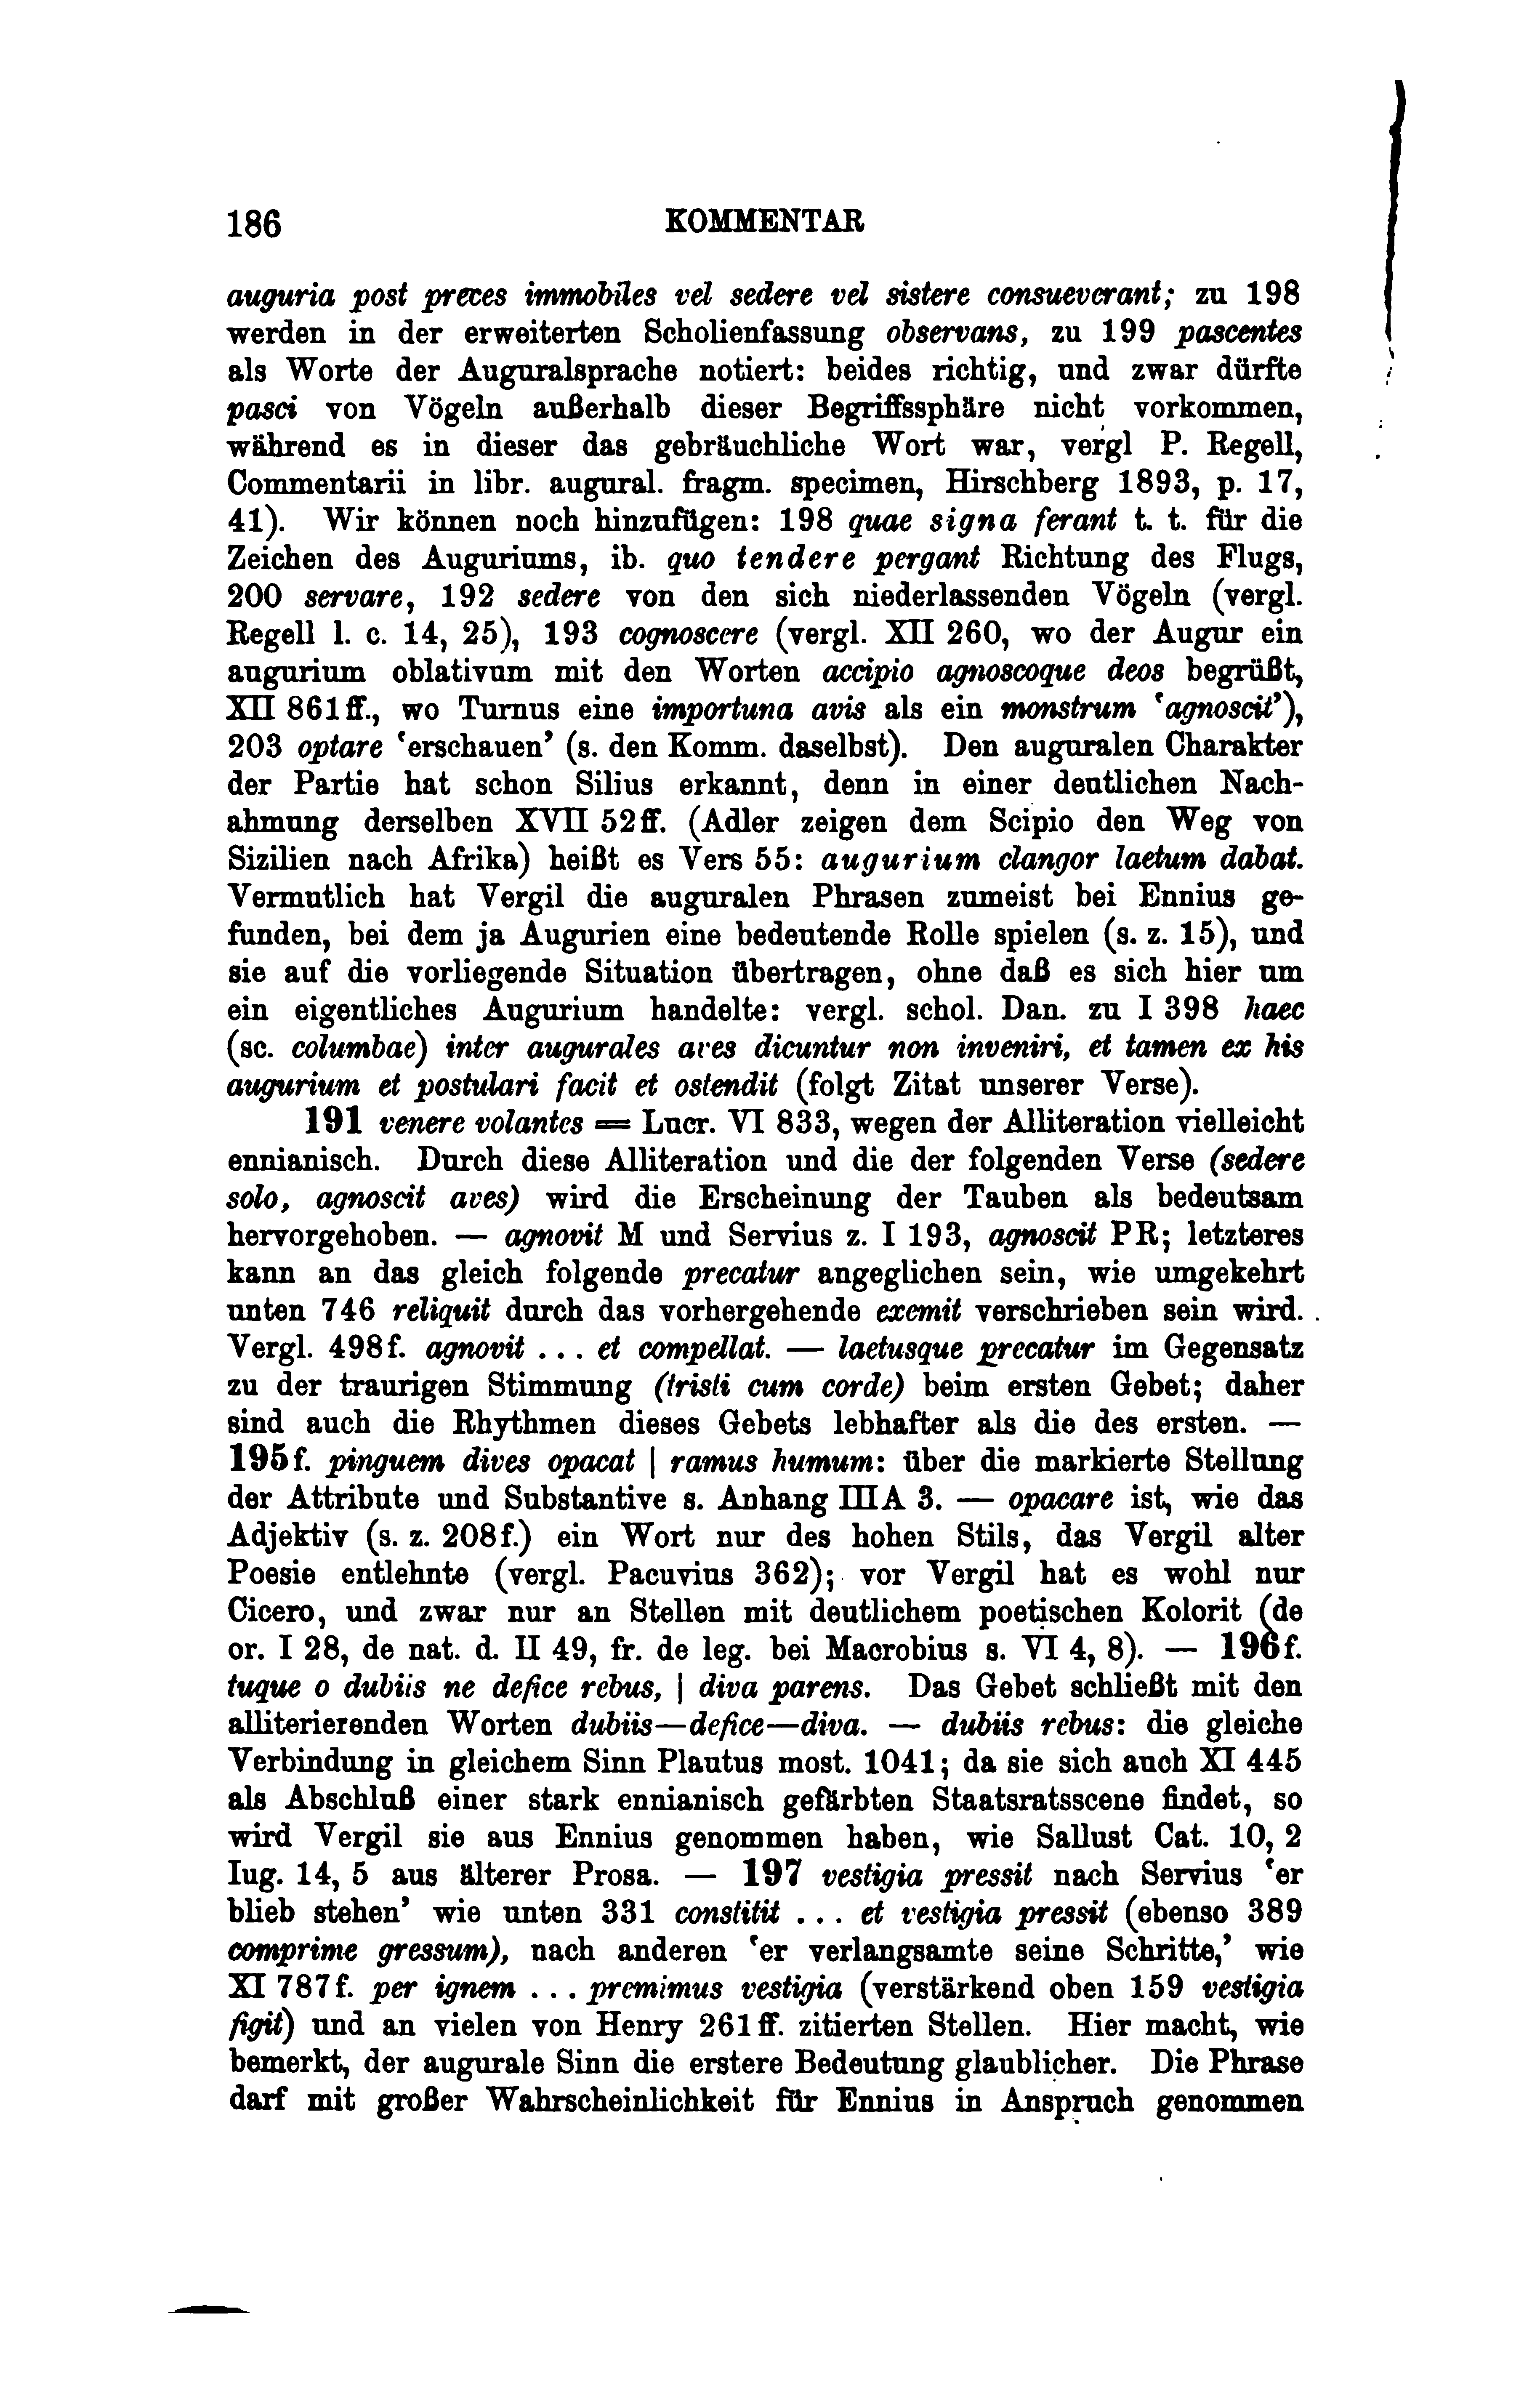 186 KOMMENTAR
auguria post preces immobiles vel sedere vel sistere consueverant; zu 198
werden in der erweiterten Scholienfassung observans, zu 199 pascentes
als Worte der Auguralsprache notiert: beides richtig, und zwar dürfte
pasci von Vögeln außerhalb dieser Begriffssphäre nicht vorkommen,
während es in dieser das gebräuchliche Wort war, vergl P. Regell,
Commentarii in libr. augural. fragm. specimen, Hirschberg 1893, p. 17,
41). Wir können noch hinzufügen: 198 quae signa ferant t. t. für die
Zeichen des Auguriums, ib. quo tendere pergant Richtung des Flugs,
200 servare, 192 sedere von den sich niederlassenden Vögeln (vergl.
Regell l. c. 14, 25), 193 cognoscere (vergl. XII 260, wo der Augur ein
augurium oblativum mit den Worten accipio agnoscoque deos begrüßt,
XII 861 ff., wo Turnus eine importuna avis als ein monstrum ‘agnoscit’),
203 optare ‘erschauen’ (s. den Komm. daselbst). Den auguralen Charakter
der Partie hat schon Silius erkannt, denn in einer deutlichen Nach-
ahmung derselben XVII 52 ff. (Adler zeigen dem Scipio den Weg von
Sizilien nach Afrika) heißt es Vers 55: augurium clangor laetum dabat.
Vermutlich hat Vergil die auguralen Phrasen zumeist bei Ennius ge-
funden, bei dem ja Augurien eine bedeutende Rolle spielen (s. z. 15), und
sie auf die vorliegende Situation übertragen, ohne daß es sich hier um
ein eigentliches Augurium handelte: vergl. schol. Dan. zu I 398 haec
(sc. columbae) inter augurales aves dicuntur non inveniri, et tamen ex his
augurium et postulari facit et ostendit (folgt Zitat unserer Verse).
191 venere volantes = Lucr. VI 833, wegen der Alliteration vielleicht
ennianisch. Durch diese Alliteration und die der folgenden Verse (sedere
solo, agnoscit aves) wird die Erscheinung der Tauben als bedeutsam
hervorgehoben. — agnovit M und Servius z. I 193, agnoscit PR; letzteres
kann an das gleich folgende precatur angeglichen sein, wie umgekehrt
unten 746 reliquit durch das vorhergehende exemit verschrieben sein wird.
Vergl. 498 f. agnovit ... et compellat. — laetusque precatur im Gegensatz
zu der traurigen Stimmung (tristi cum corde) beim ersten Gebet; daher
sind auch die Rhythmen dieses Gebets lebhafter als die des ersten. —
195 f. pinguem dives opacat | ramus humum: über die markierte Stellung
der Attribute und Substantive s. Anhang III A 3. — opacare ist, wie das
Adjektiv (s. z. 208 f.) ein Wort nur des hohen Stils, das Vergil alter
Poesie entlehnte (vergl. Pacuvius 362); vor Vergil hat es wohl nur
Cicero, und zwar nur an Stellen mit deutlichem poetischen Kolorit (de
or. I 28, de nat. d. II 49, fr. de leg. bei Macrobius s. VI 4, 8). — 196 f.
tuque o dubiis ne defice rebus, | diva parens. Das Gebet schließt mit den
alliterierenden Worten dubiis—defice—diva. — dubiis rebus: die gleiche
Verbindung in gleichem Sinn Plautus most. 1041; da sie sich auch XI 445
als Abschluß einer stark ennianisch gefärbten Staatsratsscene findet, so
wird Vergil sie aus Ennius genommen haben, wie Sallust Cat. 10, 2
Iug. 14, 5 aus älterer Prosa. — 197 vestigia pressit nach Servius ‘er
blieb stehen’ wie unten 331 constitit ... et vestigia pressit (ebenso 389
comprime gressum), nach anderen ‘er verlangsamte seine Schritte,’ wie
XI 787 f. per ignem ... premimus vestigia (verstärkend oben 159 vestigia
figit) und an vielen von Henry 261 ff. zitierten Stellen. Hier macht, wie
bemerkt, der augurale Sinn die erstere Bedeutung glaublicher. Die Phrase
darf mit großer Wahrscheinlichkeit für Ennius in Anspruch genommen